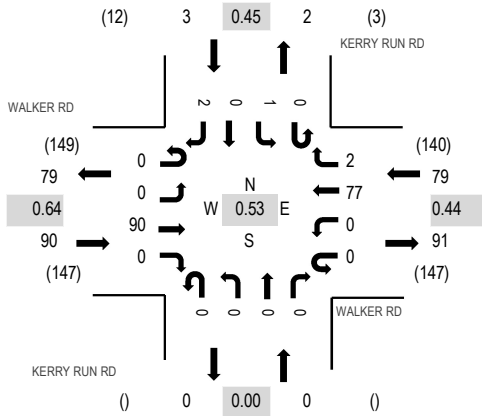 (12) 3 0.45 2 (3)
KERRY RUN RD
WALKER RD
2 0 1 0
(149) (140)
79 0 2 79
0 N 77
0.64 W 0.53 E 0.44
90 90 S 0 91
(147) 0 0 (147)
0 0 0 0
WALKER RD
KERRY RUN RD
() 0 0.00 0 ()